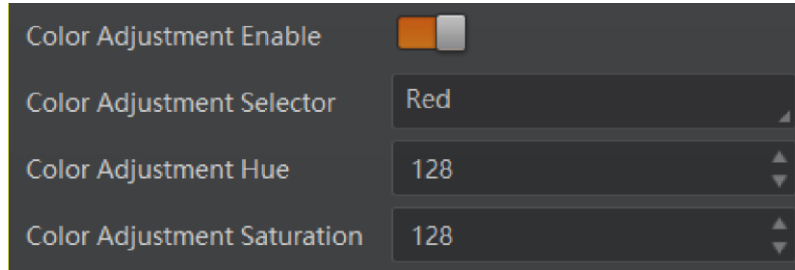 Color Adjustment Enable
Color Adjustment Selector Red
Color Adjustment Hue 128
Color Adjustment Saturation 128